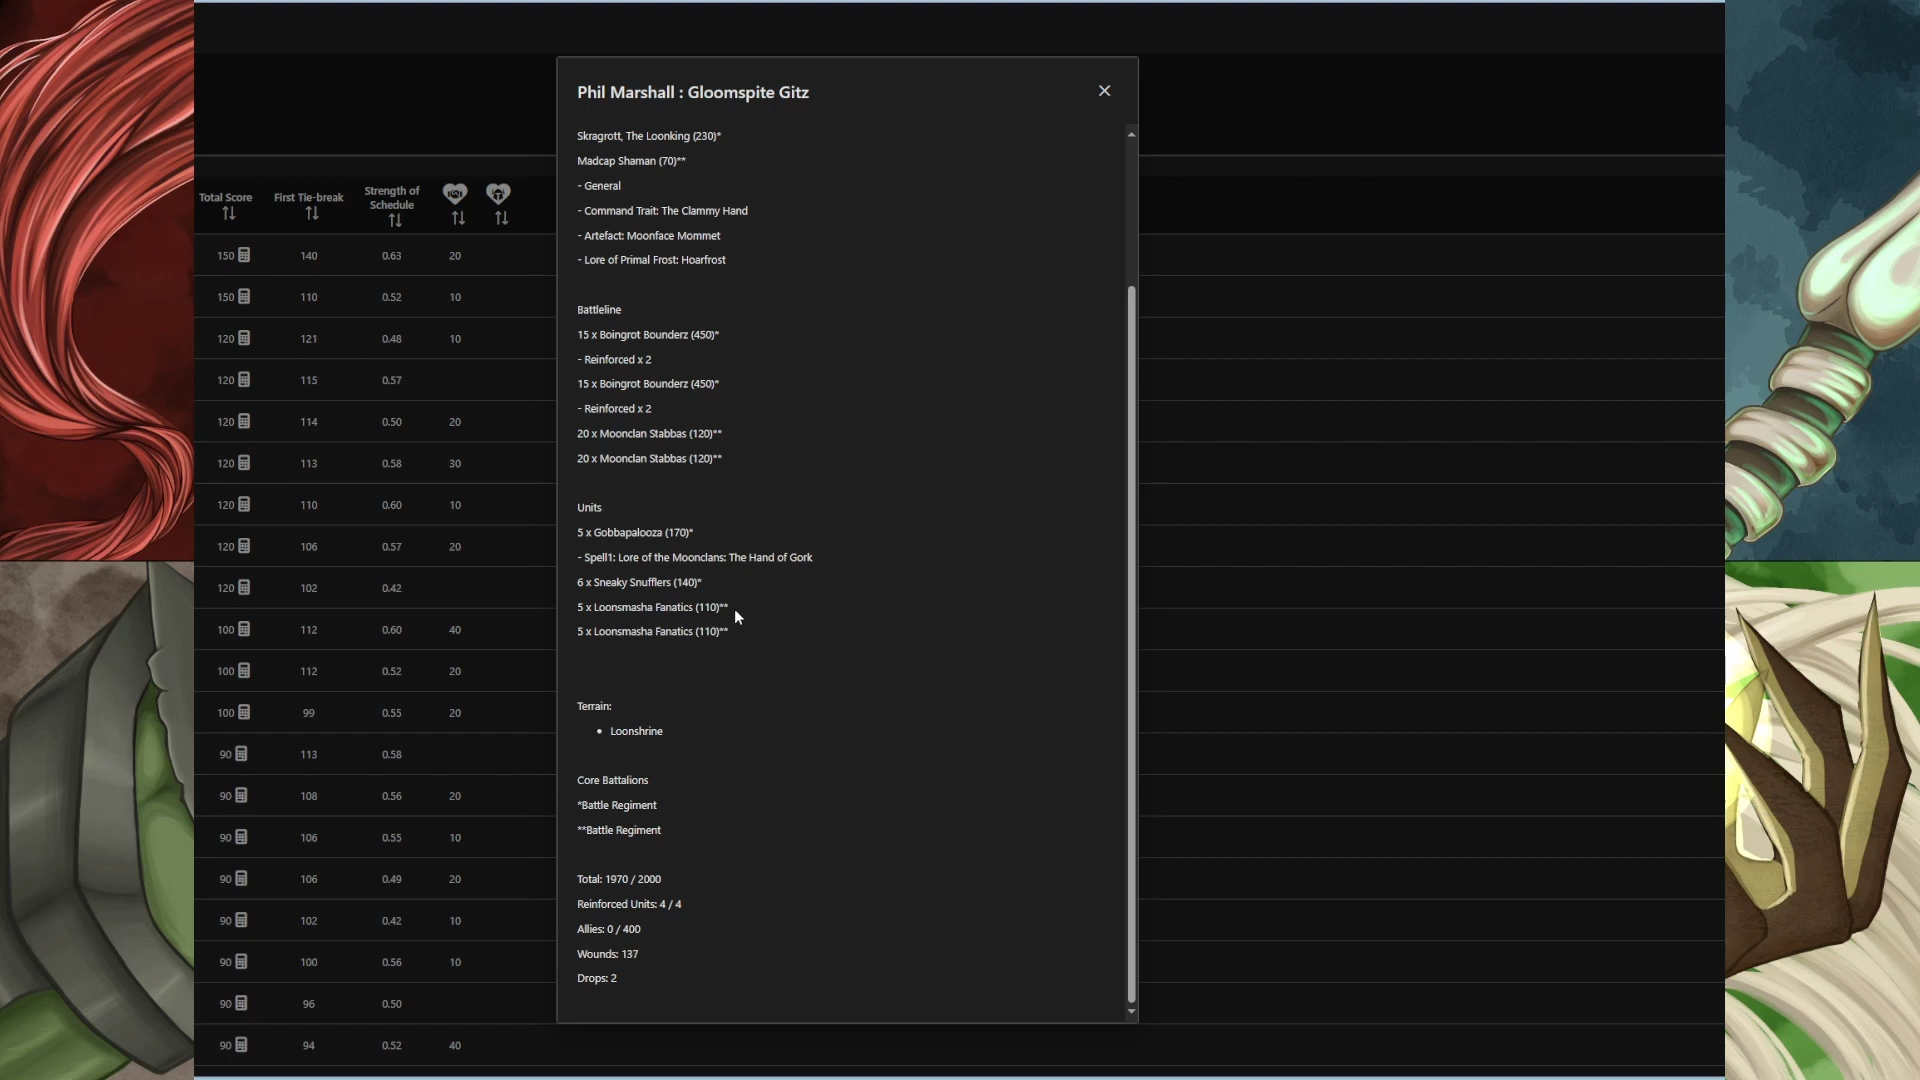 Phil Marshall : Gloomspite Gitz
Skragrott, The Loonking (230)*
Madcap Shaman (70)**
- General
- Command Trait: The Clammy Hand
- Artefact: Moonface Mommet
- Lore of Primal Frost: Hoarfrost
Battleline
15 x Boingrot Bounderz (450)*
- Reinforced x 2
15 x Boingrot Bounderz (450)*
- Reinforced x 2
20 x Moonclan Stabbas (120)**
20 x Moonclan Stabbas (120)**
Units
5 x Gobbapalooza (170)*
- Spell1: Lore of the Moonclans: The Hand of Gork
6 x Sneaky Snufflers (140)*
5 x Loonsmasha Fanatics (110)**
5 x Loonsmasha Fanatics (110)**
Terrain:
• Loonshrine
Core Battalions
*Battle Regiment
**Battle Regiment
Total: 1970 / 2000
Reinforced Units: 4 / 4
Allies: 0 / 400
Wounds: 137
Drops: 2
Total Score First Tie-break Strength of Schedule
150 140 0.63 20
150 110 0.52 10
120 121 0.48 10
120 115 0.57
120 114 0.50 20
120 113 0.58 30
120 110 0.60 10
120 106 0.57 20
120 102 0.42
100 112 0.60 40
100 112 0.52 20
100 99 0.55 20
90 113 0.58
90 108 0.56 20
90 106 0.55 10
90 106 0.49 20
90 102 0.42 10
90 100 0.56 10
90 96 0.50
90 94 0.52 40